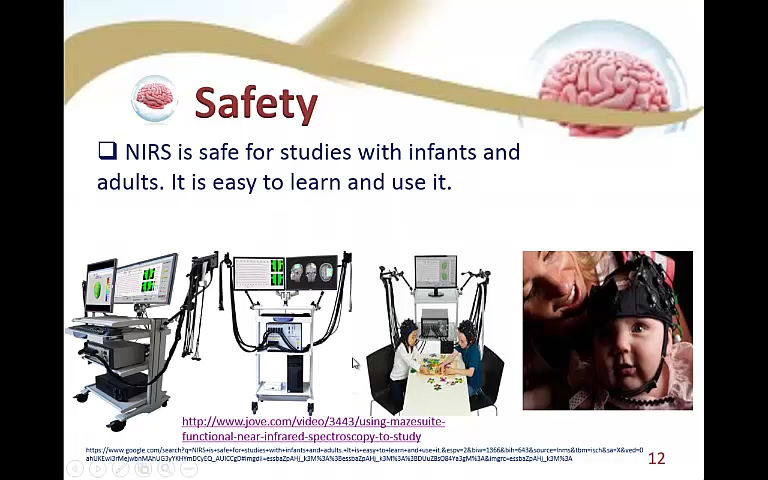 Safety
❑ NIRS is safe for studies with infants and
adults. It is easy to learn and use it.
http://www.jove.com/video/3443/using-mazesuite-
functional-near-infrared-spectroscopy-to-study
12